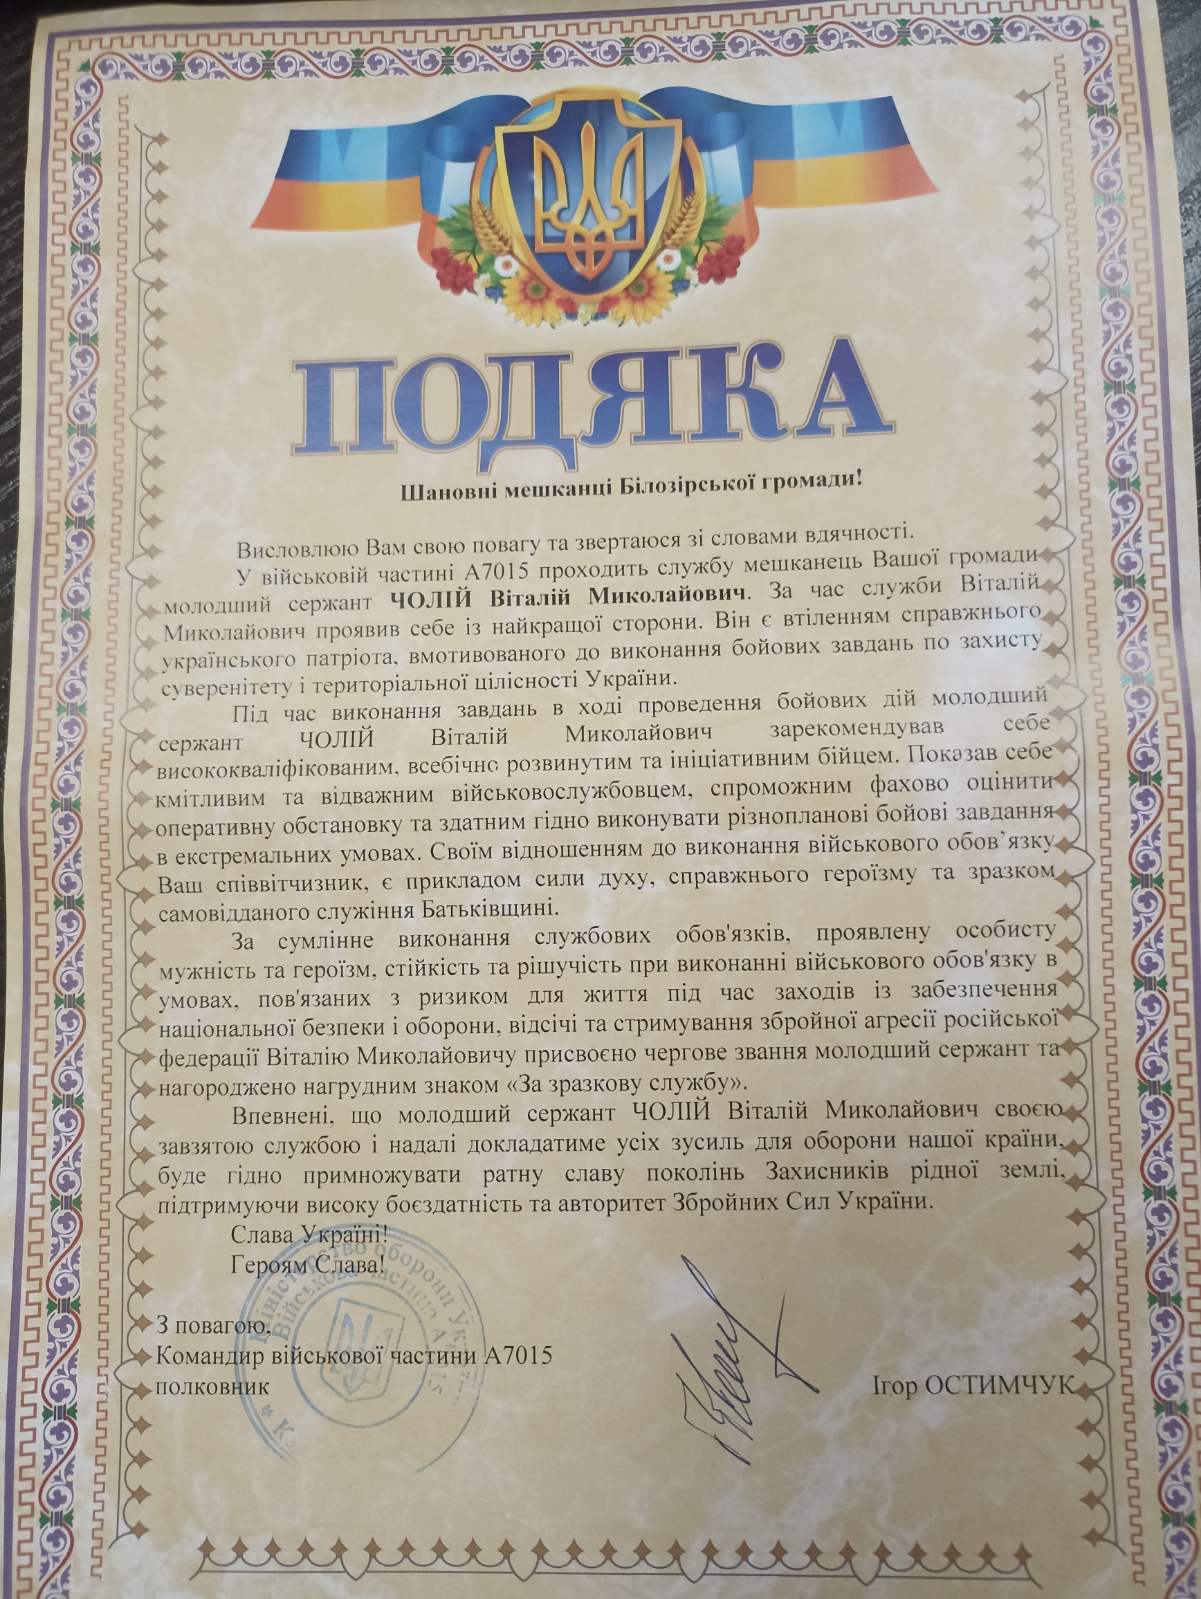 ПОДЯКА
Шановні мешканці Білозірської громади!
Висловлюю Вам свою повагу та звертаюся зі словами вдячності.
У військовій частині А7015 проходить службу мешканець Вашої громади
молодший сержант ЧОЛІЙ Віталій Миколайович. За час служби Віталій
Миколайович проявив себе із найкращої сторони. Він є втіленням справжнього
українського патріота, вмотивованого до виконання бойових завдань по захисту
суверенітету і територіальної цілісності України.
Під час виконання завдань в ході проведення бойових дій молодший
сержант ЧОЛІЙ Віталій Миколайович зарекомендував себе
висококваліфікованим, всебічно розвинутим та ініціативним бійцем. Показав себе
кмітливим та відважним військовослужбовцем, спроможним фахово оцінити
оперативну обстановку та здатним гідно виконувати різнопланові бойові завдання
в екстремальних умовах. Своїм відношенням до виконання військового обов’язку
Ваш співвітчизник, є прикладом сили духу, справжнього героїзму та зразком
самовідданого служіння Батьківщині.
За сумлінне виконання службових обов'язків, проявлену особисту
мужність та героїзм, стійкість та рішучість при виконанні військового обов'язку в
умовах, пов'язаних з ризиком для життя під час заходів із забезпечення
національної безпеки і оборони, відсічі та стримування збройної агресії російської
федерації Віталію Миколайовичу присвоєно чергове звання молодший сержант та
нагороджено нагрудним знаком «За зразкову службу».
Впевнені, що молодший сержант ЧОЛІЙ Віталій Миколайович своєю
завзятою службою і надалі докладатиме усіх зусиль для оборони нашої країни,
буде гідно примножувати ратну славу поколінь Захисників рідної землі,
підтримуючи високу боєздатність та авторитет Збройних Сил України.
Слава Україні!
Героям Слава!
З повагою,
Командир військової частини А7015
полковник Ігор ОСТИМЧУК
Міністерство оборони
Військова частина А7015